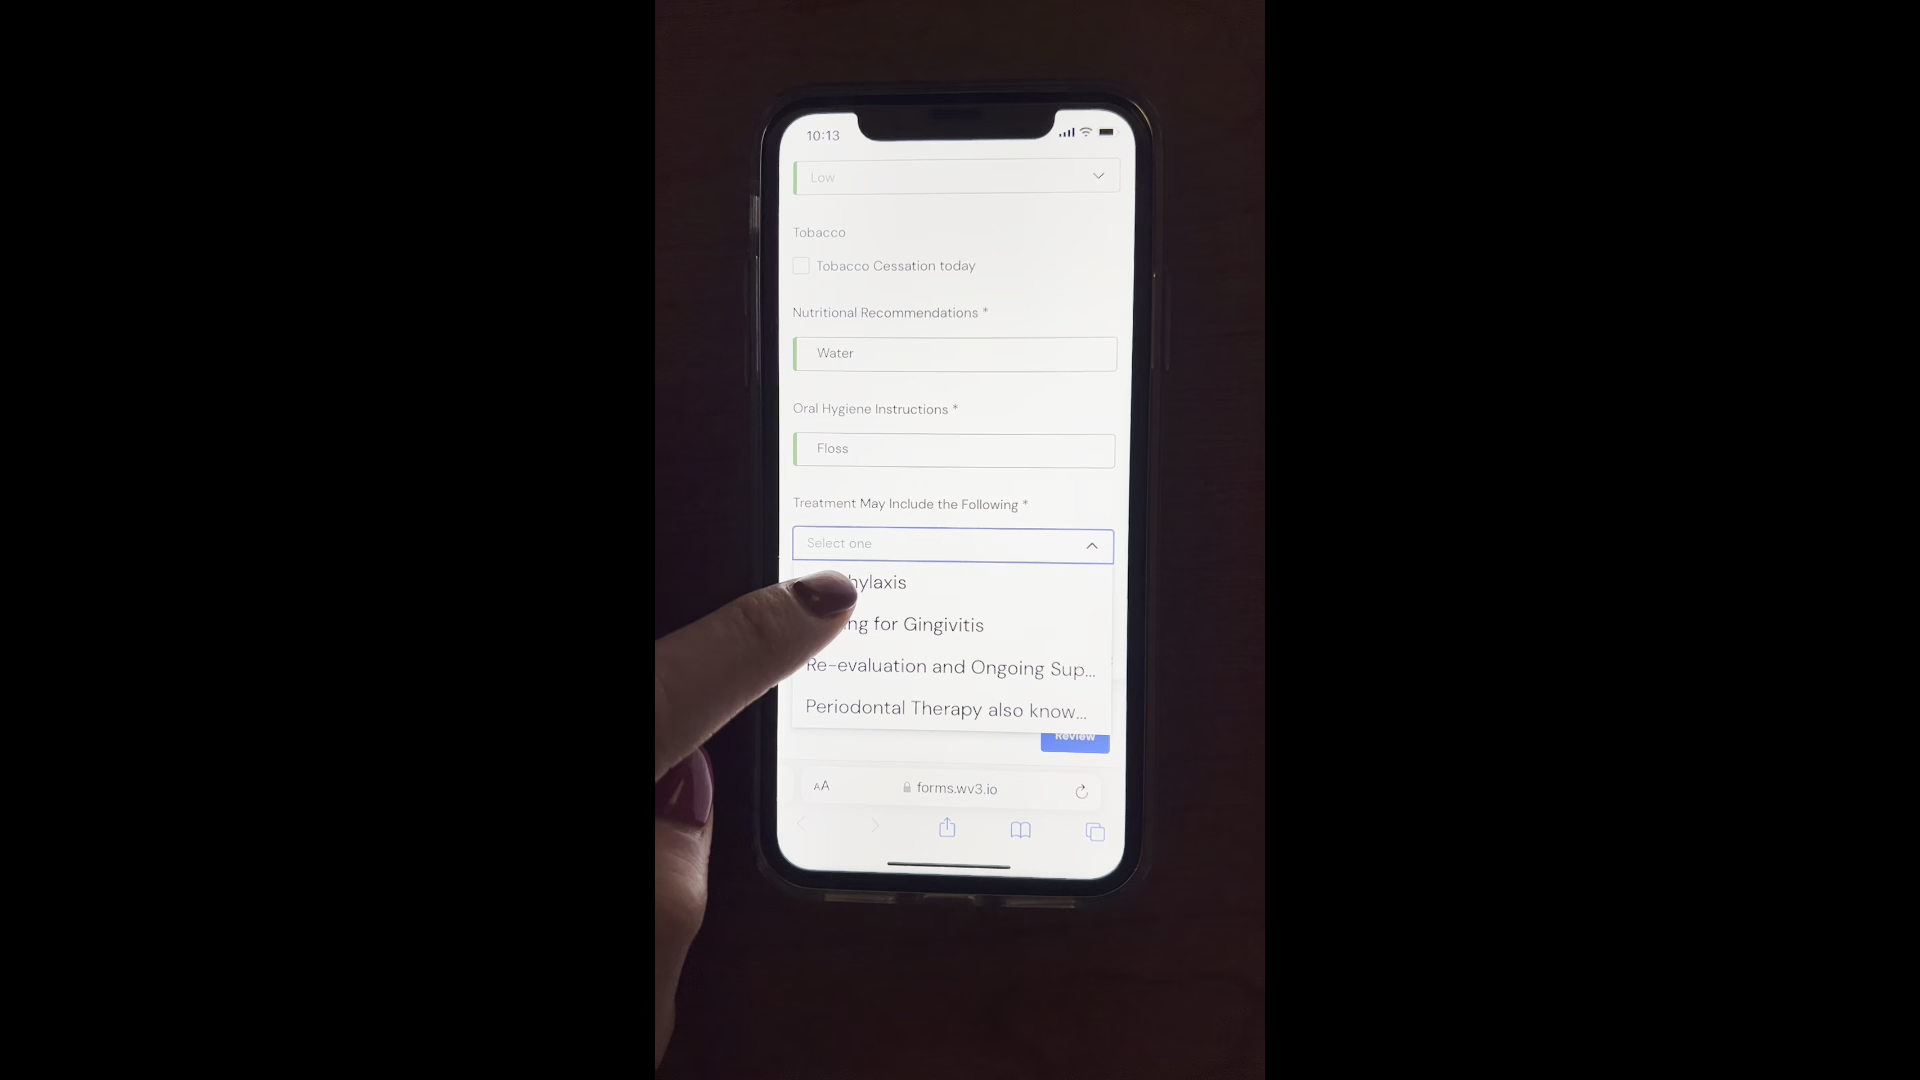 10:13
Low
Tobacco
Tobacco Cessation today
Nutritional Recommendations *
Water
Oral Hygiene Instructions *
Floss
Treatment May Include the Following *
Select one
hylaxis
ng for Gingivitis
Re-evaluation and Ongoing Sup...
Periodontal Therapy also know...
Review
AA forms.wv3.io